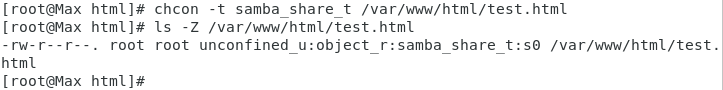 [root@Max html]# chcon -t samba_share_t /var/www/html/test.html
[root@Max html]# ls -Z /var/www/html/test.html
-rw-r--r--. root root unconfined_u:object_r:samba_share_t:s0 /var/www/html/test.
html
[root@Max html]#